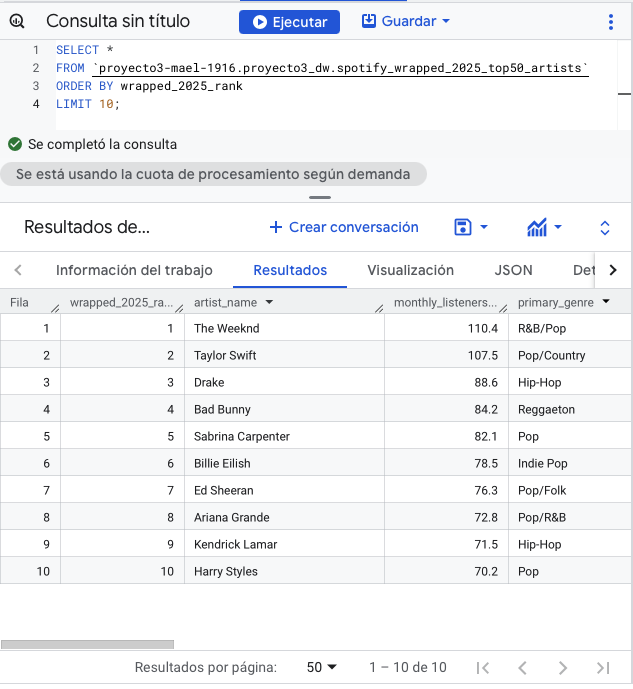 Consulta sin título Ejecutar Guardar
1 SELECT *
2 FROM `proyecto3-mael-1916.proyecto3_dw.spotify_wrapped_2025_top50_artists`
3 ORDER BY wrapped_2025_rank
4 LIMIT 10;
Se completó la consulta
Se está usando la cuota de procesamiento según demanda
Resultados de... + Crear conversación
Información del trabajo Resultados Visualización JSON Det
Fila wrapped_2025_ra... artist_name monthly_listeners... primary_genre
1 1 The Weeknd 110.4 R&B/Pop
2 2 Taylor Swift 107.5 Pop/Country
3 3 Drake 88.6 Hip-Hop
4 4 Bad Bunny 84.2 Reggaeton
5 5 Sabrina Carpenter 82.1 Pop
6 6 Billie Eilish 78.5 Indie Pop
7 7 Ed Sheeran 76.3 Pop/Folk
8 8 Ariana Grande 72.8 Pop/R&B
9 9 Kendrick Lamar 71.5 Hip-Hop
10 10 Harry Styles 70.2 Pop
Resultados por página: 50 1 – 10 de 10